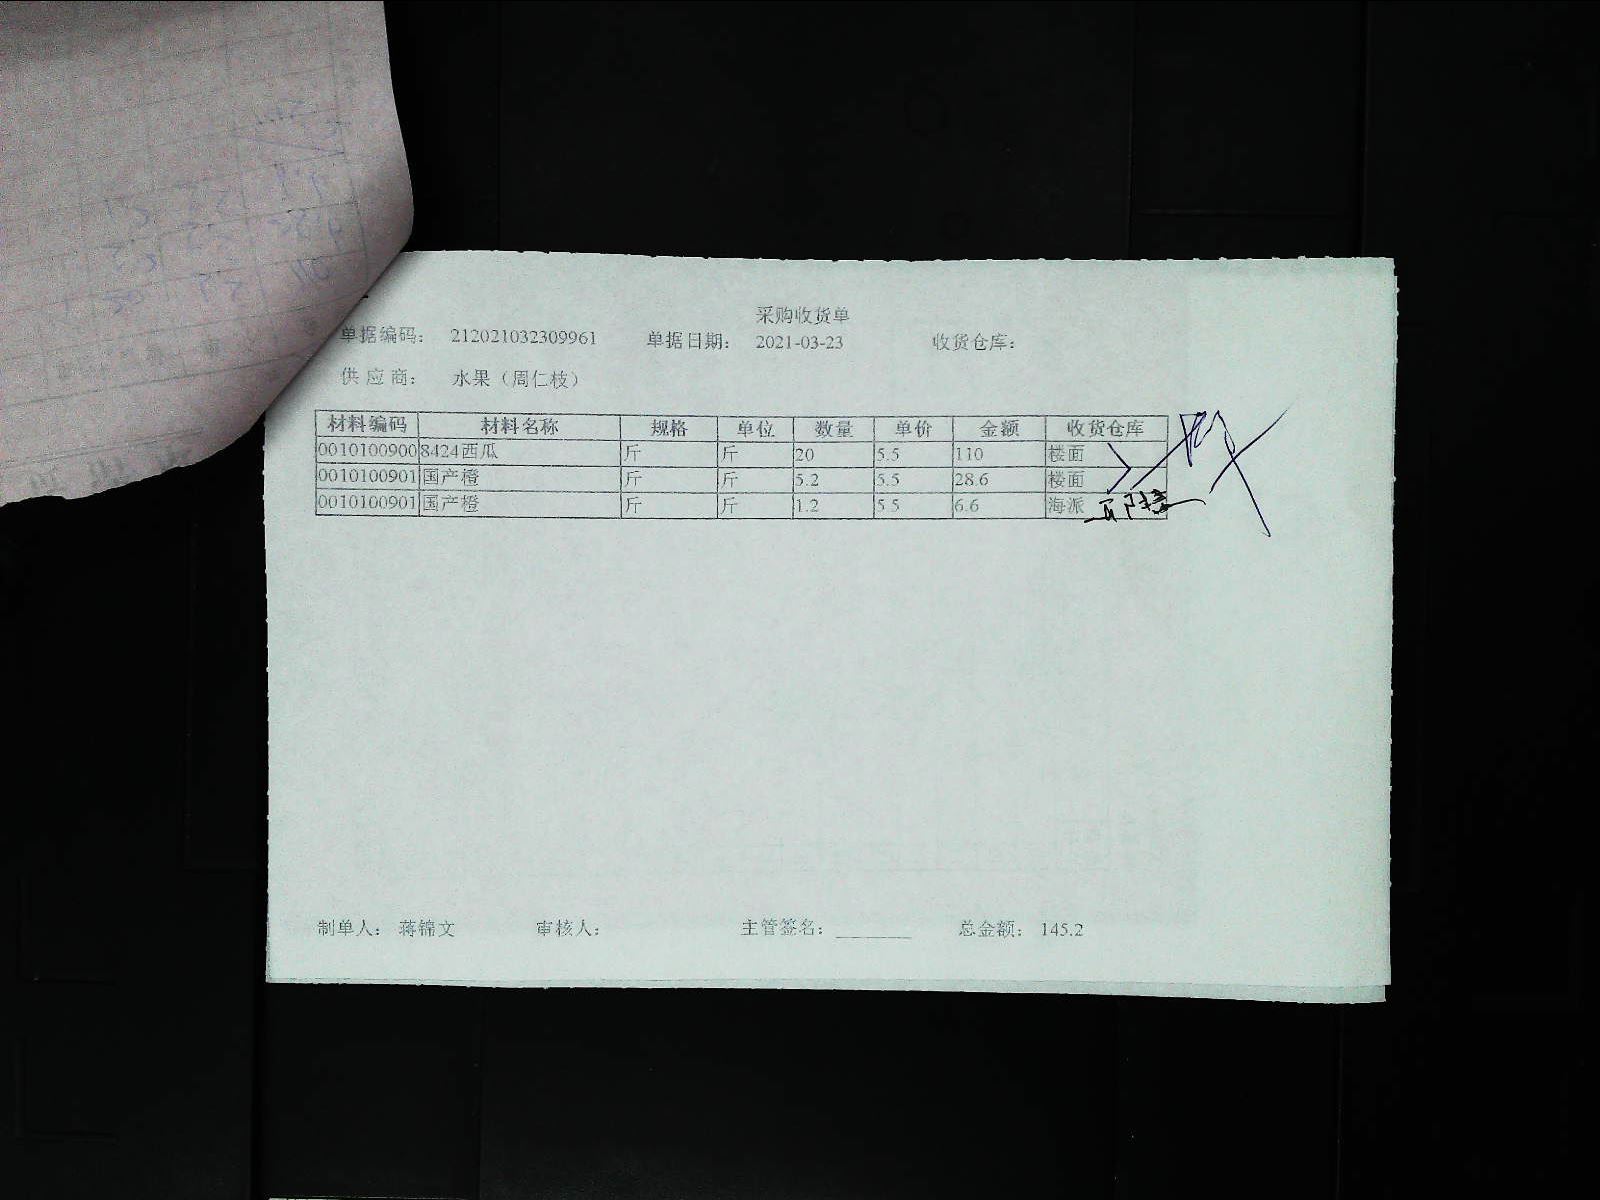 采购收货单
单据编码： 212021032309961 单据日期： 2021-03-23 收货仓库：
供应商： 水果（周仁枝）
材料编码 材料名称 规格 单位 数量 单价 金额 收货仓库
0010100900 8424西瓜 斤 斤 20 5.5 110 楼面
0010100901 国产橙 斤 斤 5.2 5.5 28.6 楼面
0010100901 国产橙 斤 斤 1.2 5.5 6.6 海派
制单人： 蒋锦文 审核人： 主管签名： 总金额： 145.2